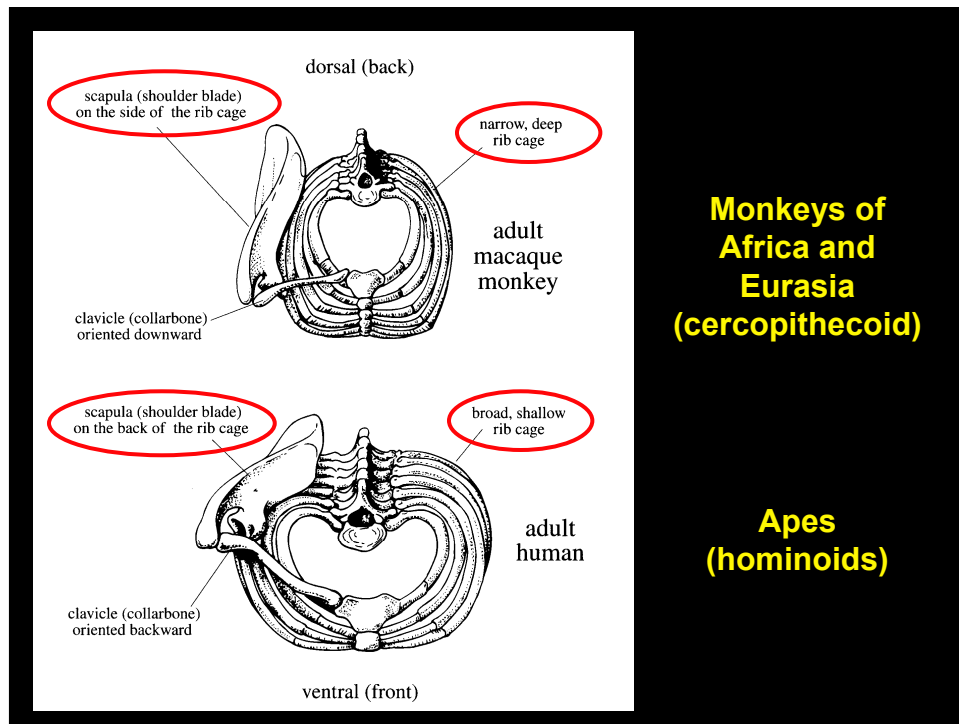 dorsal (back)
scapula (shoulder blade)
on the side of the rib cage
narrow, deep
rib cage
adult
macaque
monkey
clavicle (collarbone)
oriented downward
Monkeys of
Africa and
Eurasia
(cercopithecoid)
scapula (shoulder blade)
on the back of the rib cage
broad, shallow
rib cage
adult
human
clavicle (collarbone)
oriented backward
Apes
(hominoids)
ventral (front)